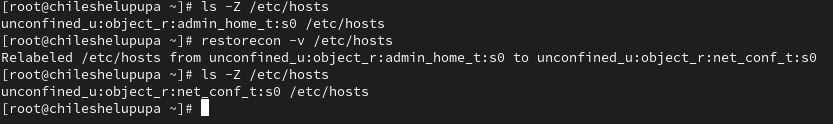 [root@chileshelupupa ~]# ls -Z /etc/hosts
unconfined_u:object_r:admin_home_t:s0 /etc/hosts
[root@chileshelupupa ~]# restorecon -v /etc/hosts
Relabeled /etc/hosts from unconfined_u:object_r:admin_home_t:s0 to unconfined_u:object_r:net_conf_t:s0
[root@chileshelupupa ~]# ls -Z /etc/hosts
unconfined_u:object_r:net_conf_t:s0 /etc/hosts
[root@chileshelupupa ~]#